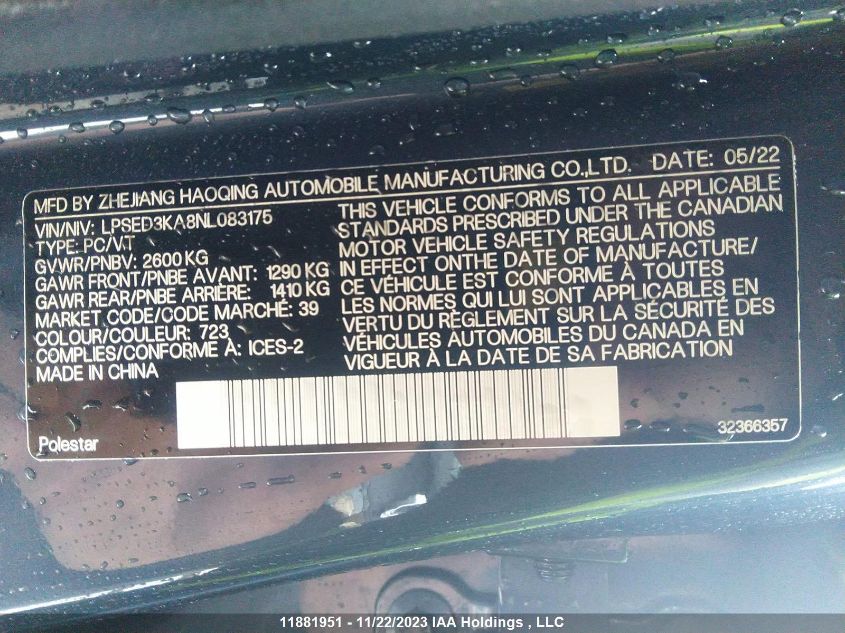 MFD BY ZHEJIANG HAOQING AUTOMOBILE MANUFACTURING CO.,LTD. DATE: 05/22
VIN/NIV: LPSED3KA8NL083175
TYPE: PC/V.T
GVWR/PNBV: 2600 KG
GAWR FRONT/PNBE AVANT: 1290 KG
GAWR REAR/PNBE ARRIÈRE: 1410 KG
MARKET CODE/CODE MARCHÉ: 39
COLOUR/COULEUR: 723
COMPLIES/CONFORME À: ICES-2
MADE IN CHINA
THIS VEHICLE CONFORMS TO ALL APPLICABLE
STANDARDS PRESCRIBED UNDER THE CANADIAN
MOTOR VEHICLE SAFETY REGULATIONS
IN EFFECT ONTHE DATE OF MANUFACTURE/
CE VÉHICULE EST CONFORME À TOUTES
LES NORMES QUI LUI SONT APPLICABLES EN
VERTU DU RÈGLEMENT SUR LA SÉCURITÉ DES
VÉHICULES AUTOMOBILES DU CANADA EN
VIGUEUR À LA DATE DE SA FABRICATION
Polestar
32366357
11881951 - 11/22/2023 IAA Holdings , LLC